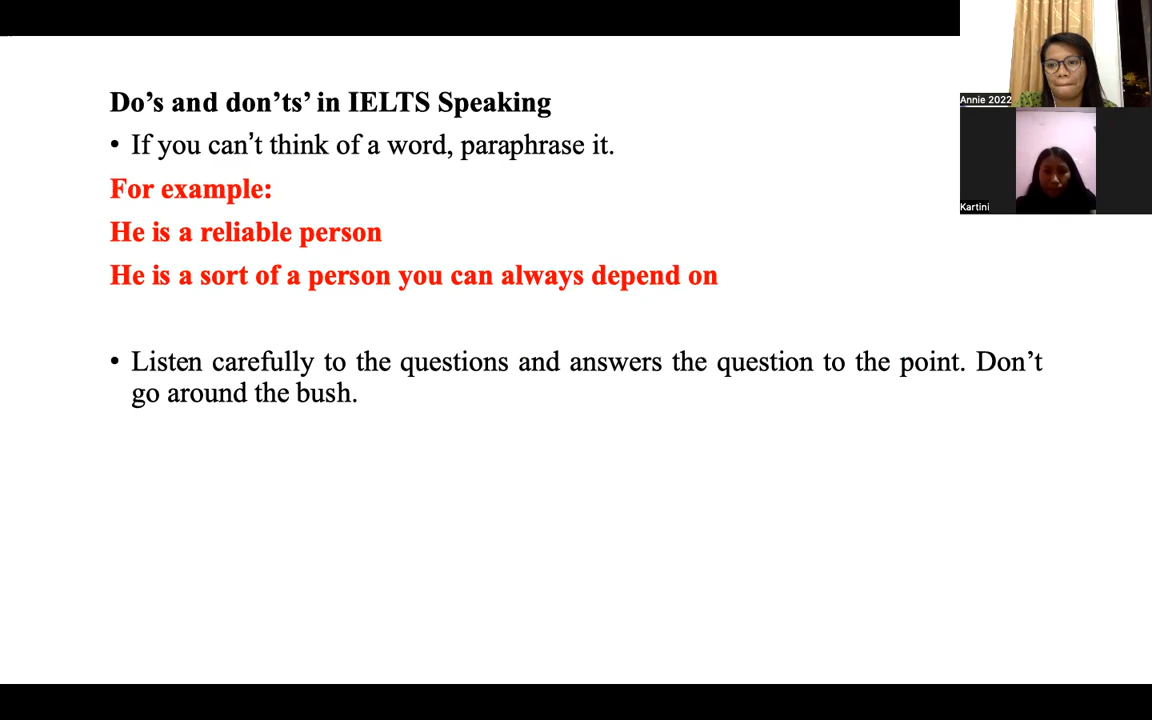 Do’s and don’ts’ in IELTS Speaking
• If you can’t think of a word, paraphrase it.
For example:
He is a reliable person
He is a sort of a person you can always depend on
• Listen carefully to the questions and answers the question to the point. Don’t
go around the bush.
Annie 2022
Kartini